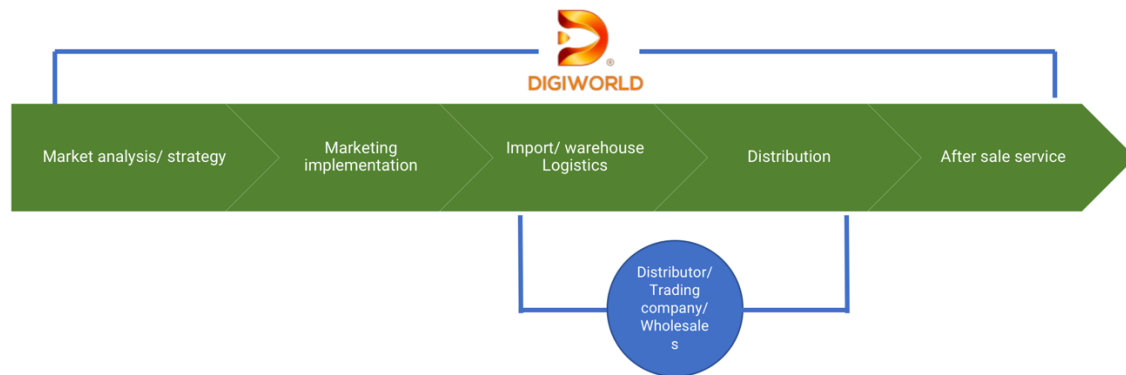 ®
DIGIWORLD
Market analysis/ strategy
Marketing
implementation
Import/ warehouse
Logistics
Distribution
After sale service
Distributor/
Trading
company/
Wholesale
s